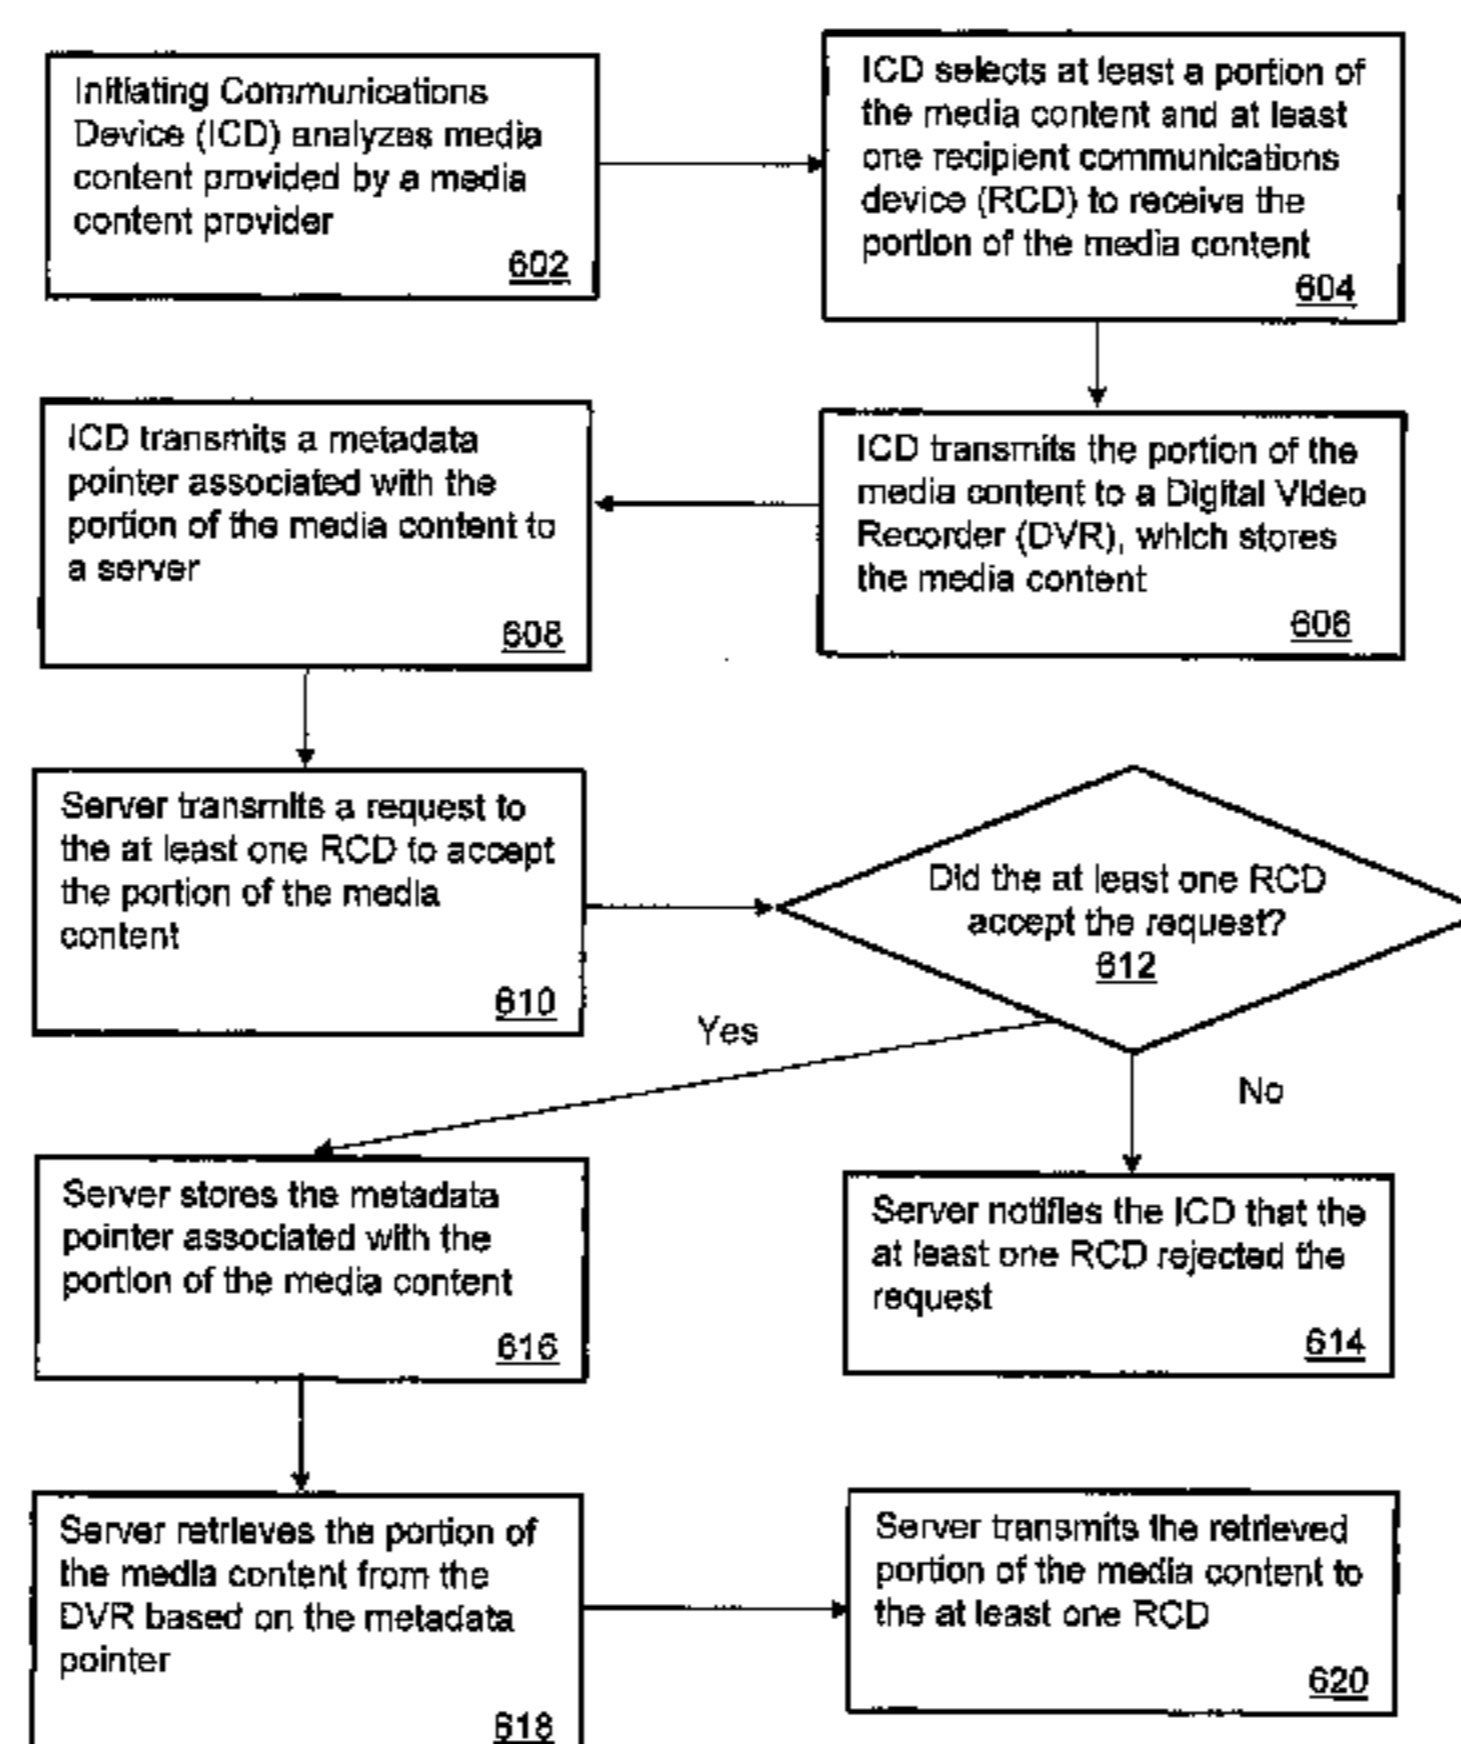 Initiating Communications
Device (ICD) analyzes media
content provided by a media
content provider
602
ICD selects at least a portion of
the media content and at least
one recipient communications
device (RCD) to receive the
portion of the media content
604
ICD transmits the portion of the
media content to a Digital Video
Recorder (DVR), which stores
the media content
606
ICD transmits a metadata
pointer associated with the
portion of the media content to
a server
608
Server transmits a request to
the at least one RCD to accept
the portion of the media
content
610
Did the at least one RCD
accept the request?
612
Yes
No
Server notifies the ICD that the
at least one RCD rejected the
request
614
Server stores the metadata
pointer associated with the
portion of the media content
616
Server retrieves the portion of
the media content from the
DVR based on the metadata
pointer
618
Server transmits the retrieved
portion of the media content to
the at least one RCD
620